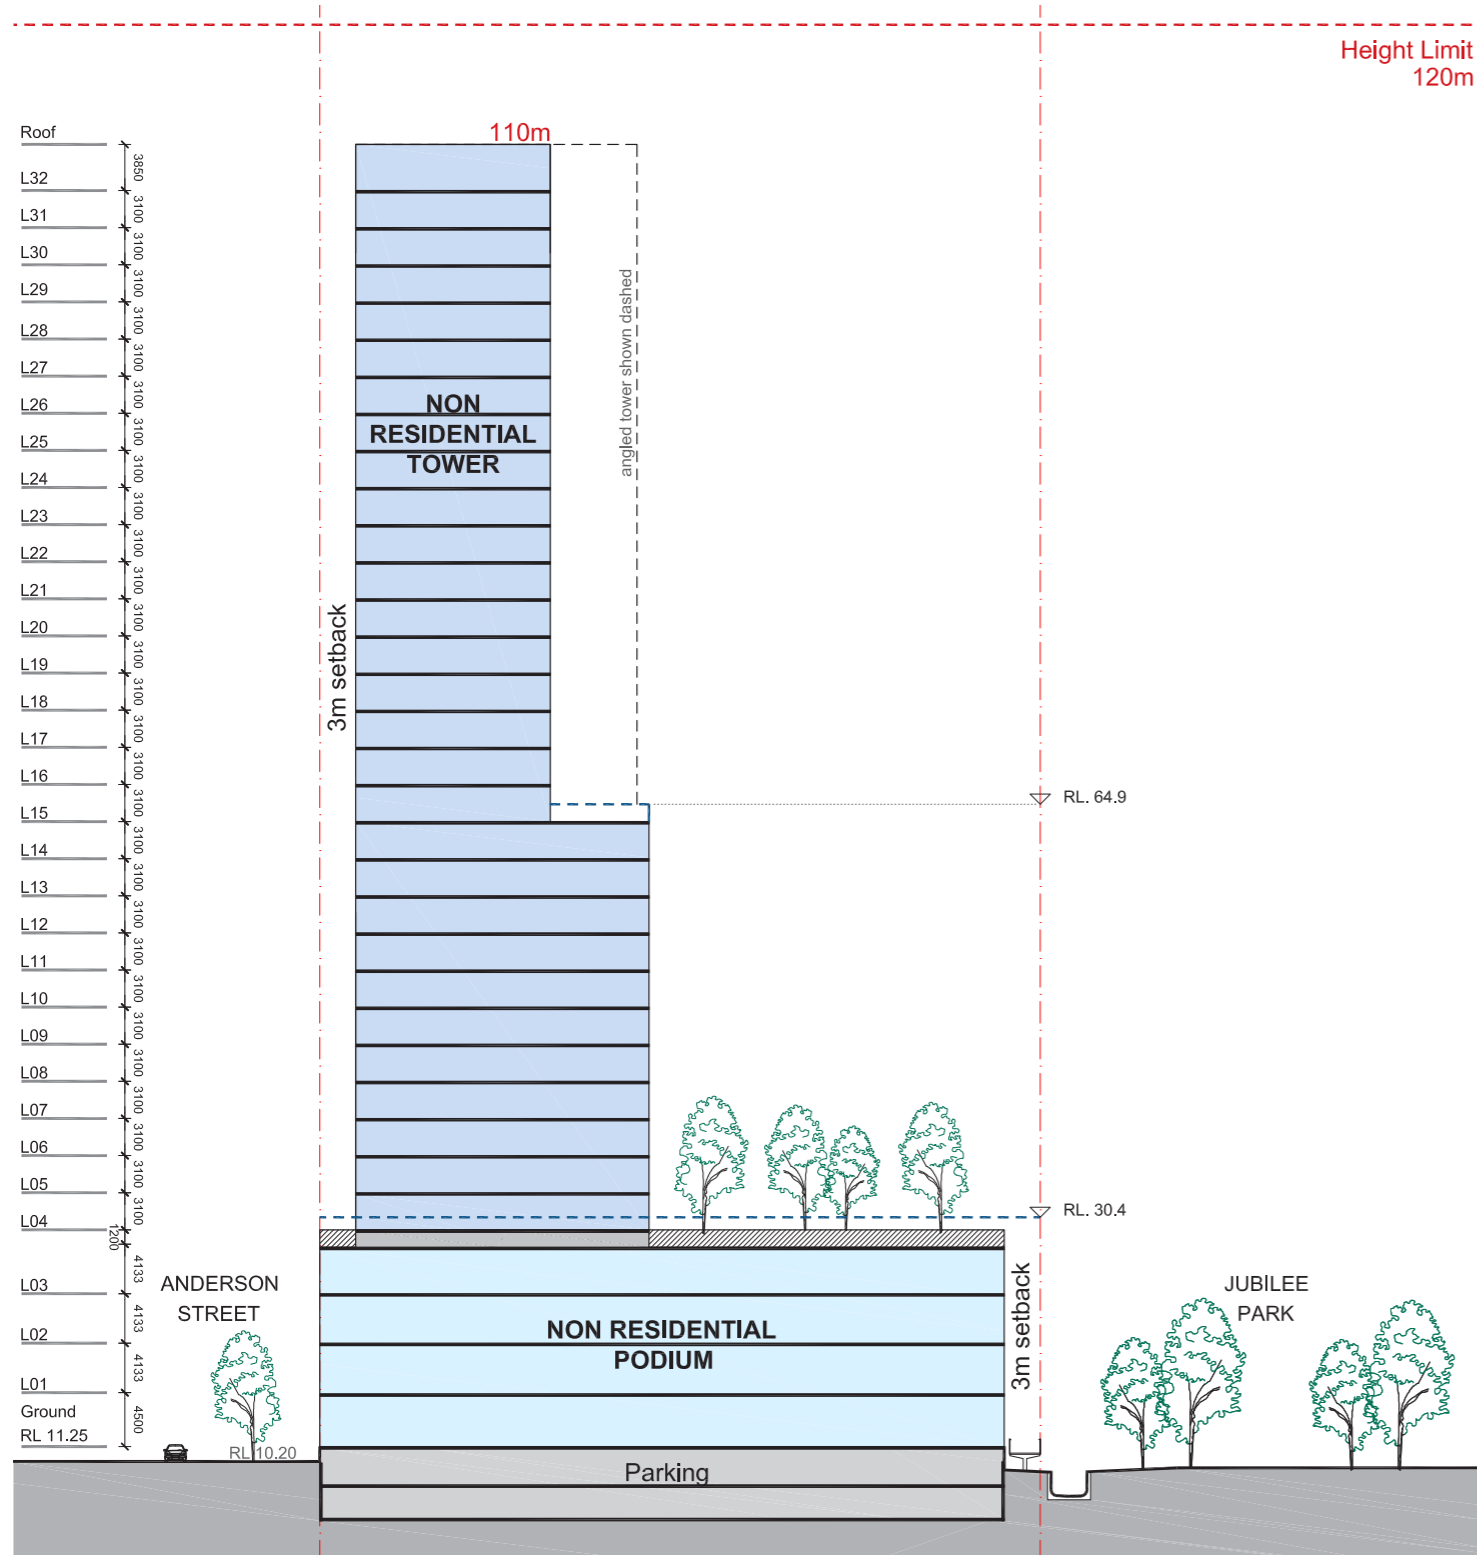 Height Limit
120m
110m
Roof
3850
L32
3100
L31
3100
L30
3100
L29
3100
L28
3100
L27
3100
L26
3100
L25
3100
L24
3100
L23
3100
L22
3100
L21
3100
L20
3100
L19
3100
L18
3100
L17
3100
L16
3100
L15
3100
L14
3100
L13
3100
L12
3100
L11
3100
L10
3100
L09
3100
L08
3100
L07
3100
L06
3100
L05
3100
L04
1200
4133
L03
4133
L02
4133
L01
4500
Ground
RL 11.25
angled tower shown dashed
NON
RESIDENTIAL
TOWER
3m setback
RL. 64.9
RL. 30.4
ANDERSON
STREET
NON RESIDENTIAL
PODIUM
3m setback
JUBILEE
PARK
RL 10.20
Parking